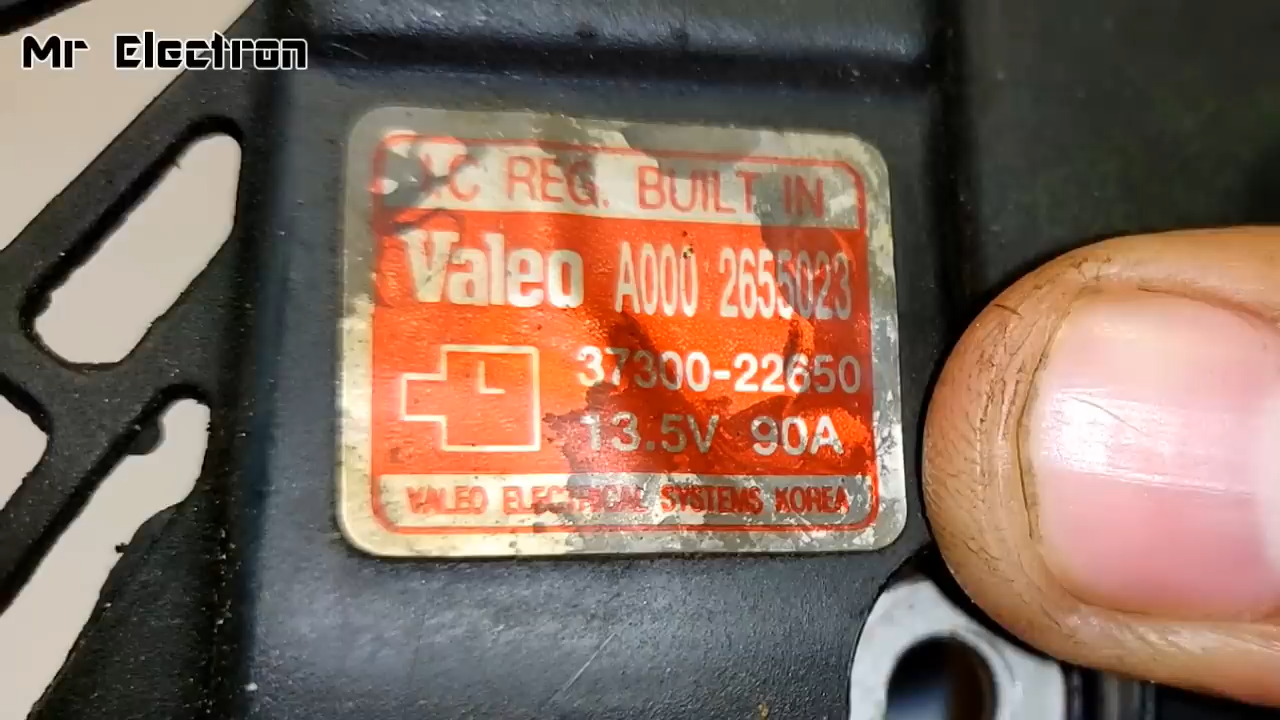 Mr Electron
I.C REG. BUILT IN
Valeo A000 2655023
37300-22650
13.5V 90A
VALEO ELECTRICAL SYSTEMS KOREA